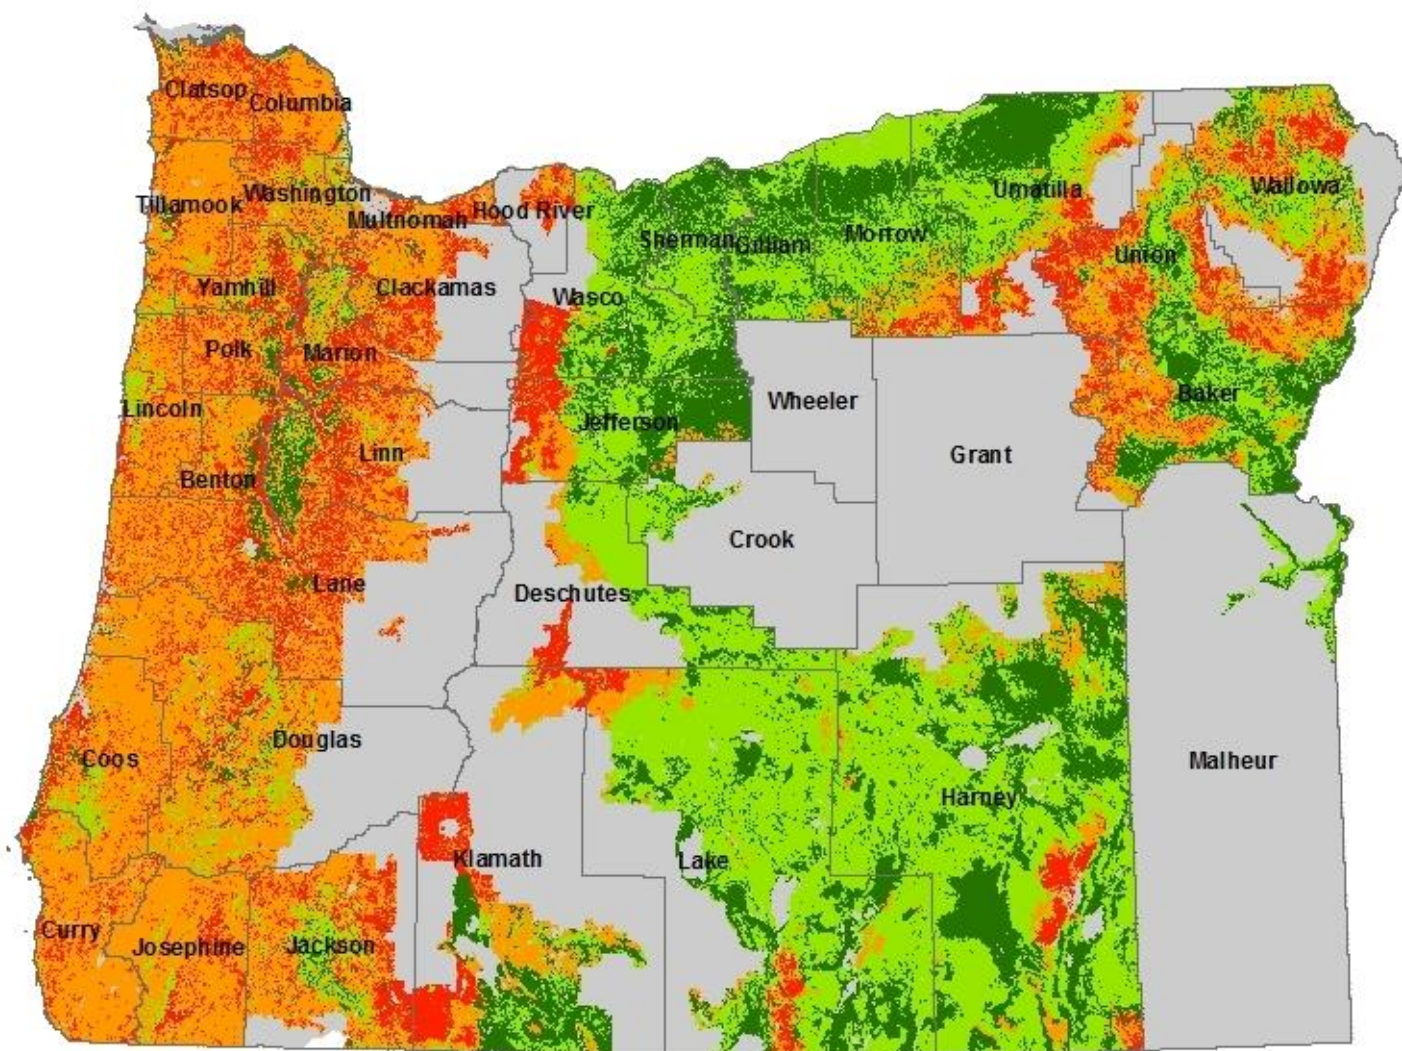 Clatsop
Columbia
Tillamook
Washington
Multnomah
Hood River
Sherman
Gilliam
Morrow
Umatilla
Wallowa
Union
Yamhill
Clackamas
Wasco
Polk
Marion
Lincoln
Jefferson
Wheeler
Baker
Benton
Linn
Grant
Crook
Lane
Deschutes
Coos
Douglas
Harney
Malheur
Klamath
Lake
Curry
Josephine
Jackson